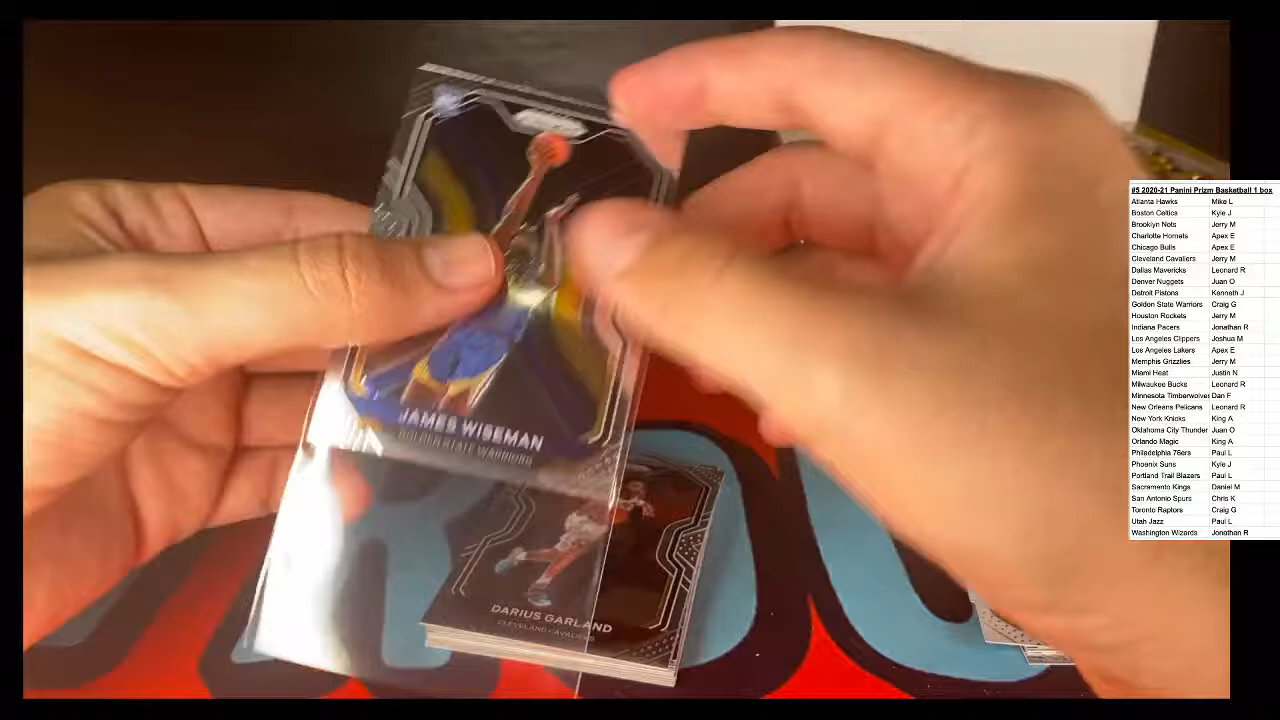 JAMES WISEMAN
GOLDEN STATE WARRIORS
DARIUS GARLAND
CLEVELAND CAVALIERS
#5 2020-21 Panini Prizm Basketball 1 box
Atlanta Hawks Mike L
Boston Celtics Kyle J
Brooklyn Nets Jerry M
Charlotte Hornets Apex E
Chicago Bulls Apex E
Cleveland Cavaliers Jerry M
Dallas Mavericks Leonard R
Denver Nuggets Juan O
Detroit Pistons Kenneth J
Golden State Warriors Craig G
Houston Rockets Jerry M
Indiana Pacers Jonathan R
Los Angeles Clippers Joshua M
Los Angeles Lakers Apex E
Memphis Grizzlies Jerry M
Miami Heat Justin N
Milwaukee Bucks Leonard R
Minnesota Timberwolves Dan F
New Orleans Pelicans Leonard R
New York Knicks King A
Oklahoma City Thunder Juan O
Orlando Magic King A
Philadelphia 76ers Paul L
Phoenix Suns Kyle J
Portland Trail Blazers Paul L
Sacramento Kings Daniel M
San Antonio Spurs Chris K
Toronto Raptors Craig G
Utah Jazz Paul L
Washington Wizards Jonathan R